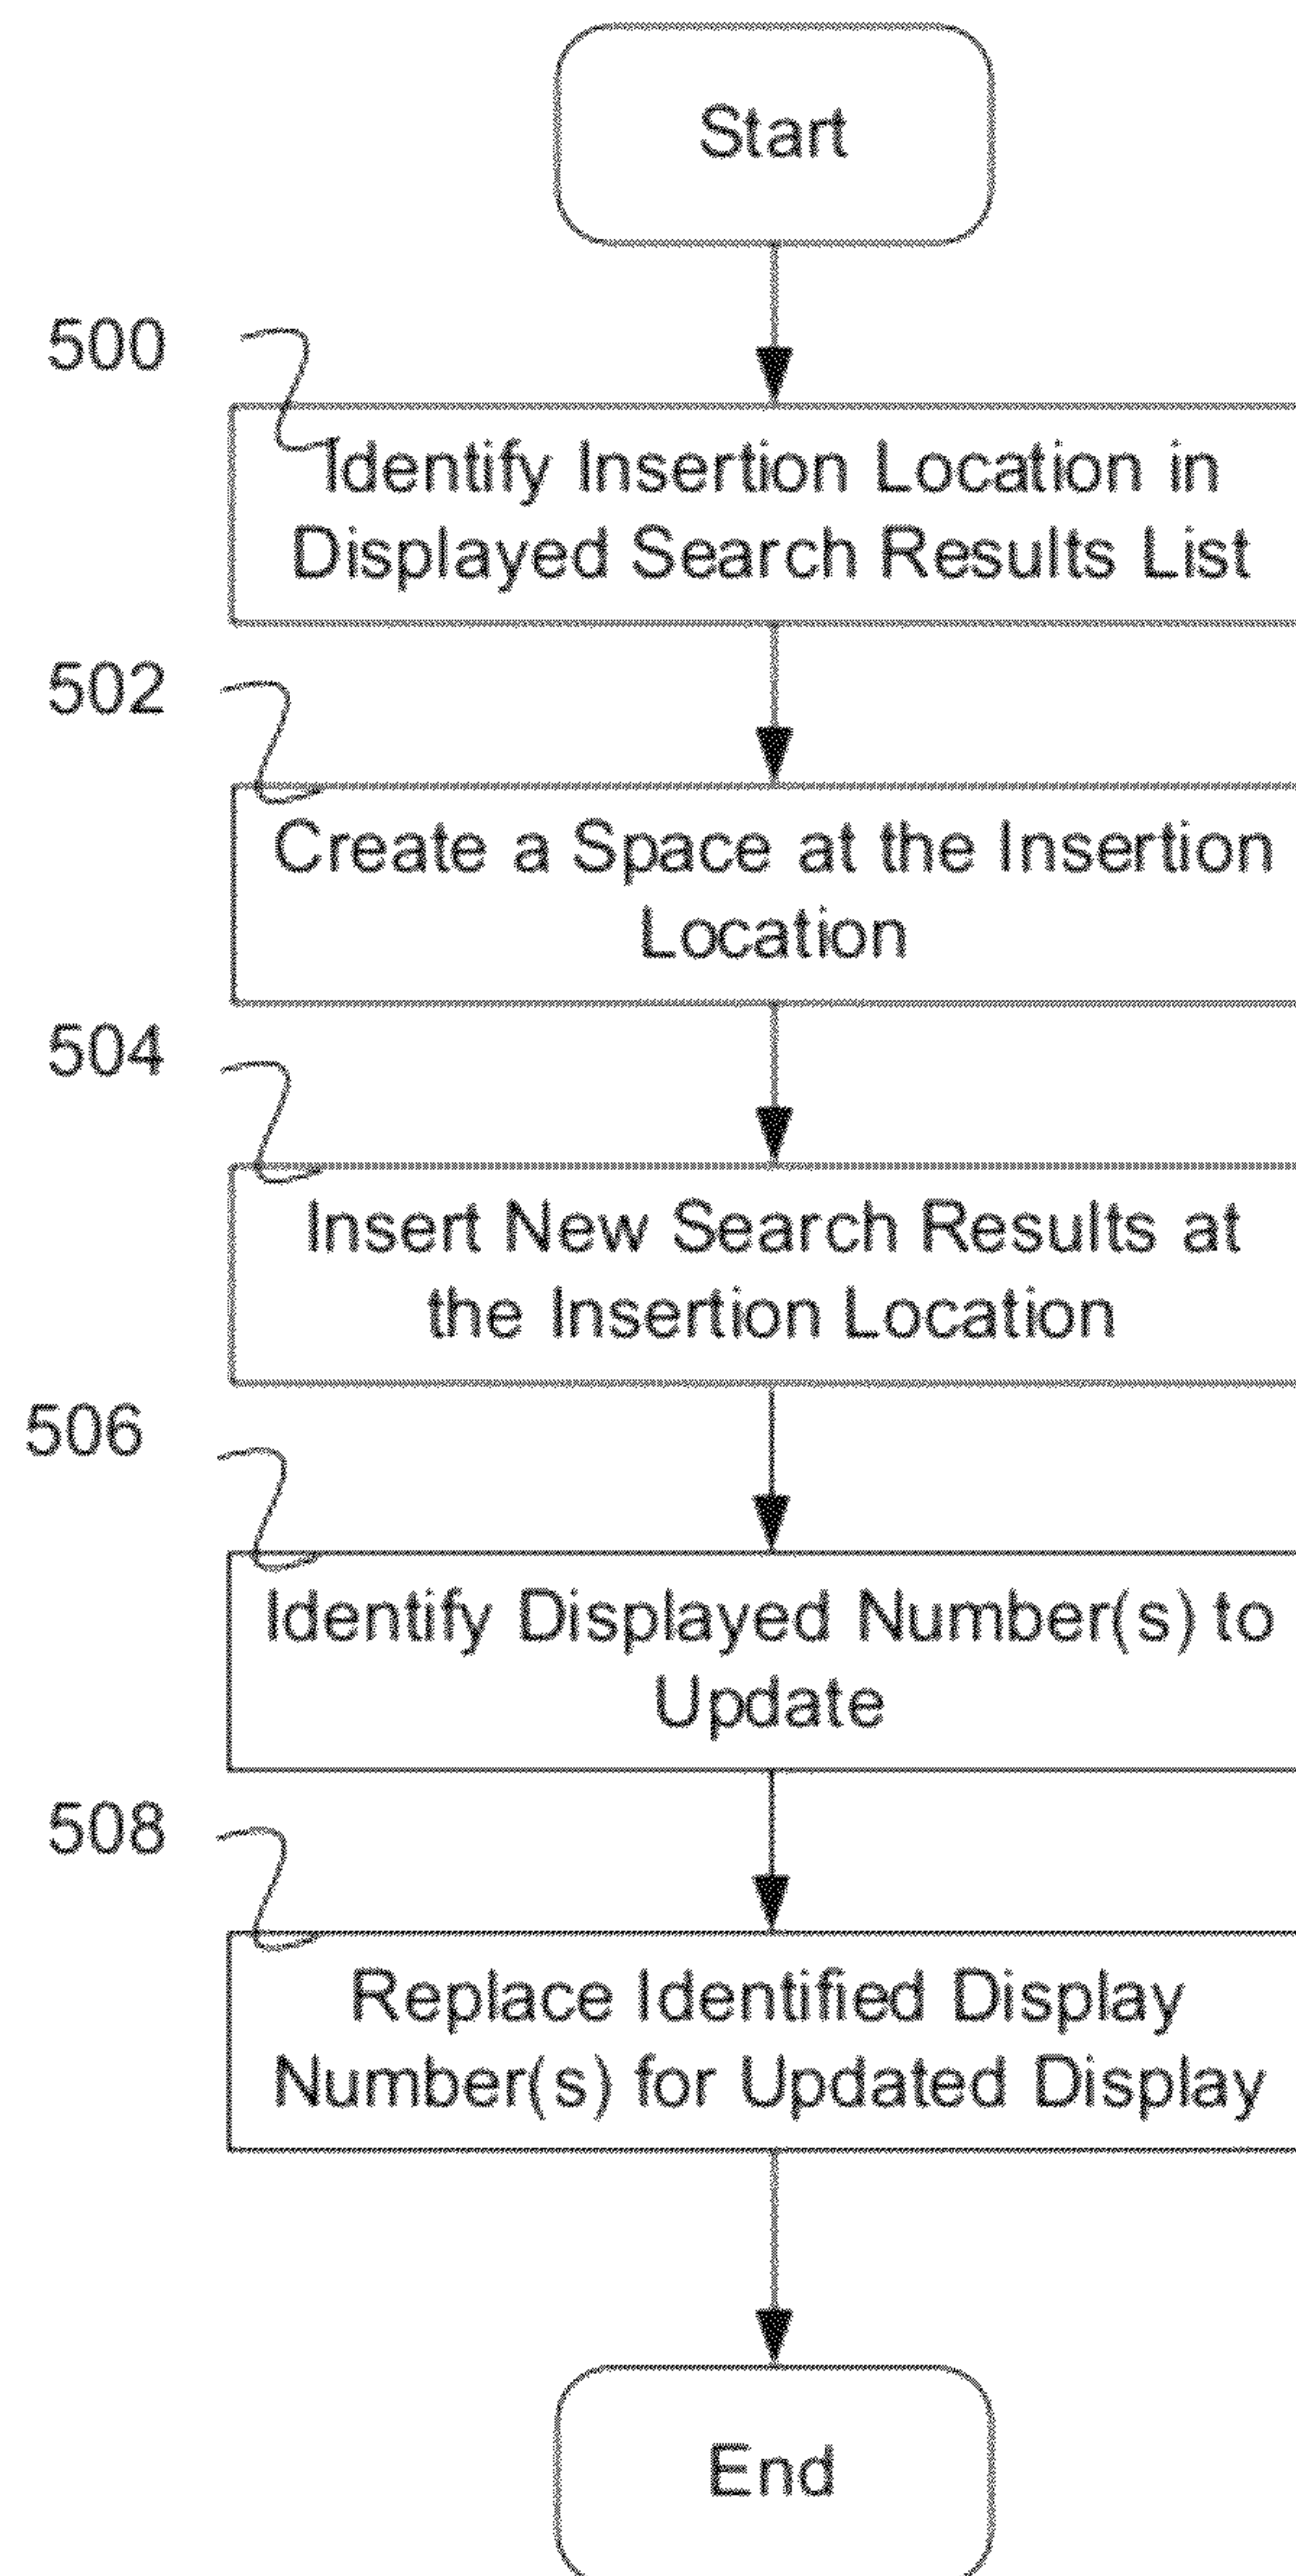 Start
500
Identify Insertion Location in
Displayed Search Results List
502
Create a Space at the Insertion
Location
504
Insert New Search Results at
the Insertion Location
506
Identify Displayed Number(s) to
Update
508
Replace Identified Display
Number(s) for Updated Display
End